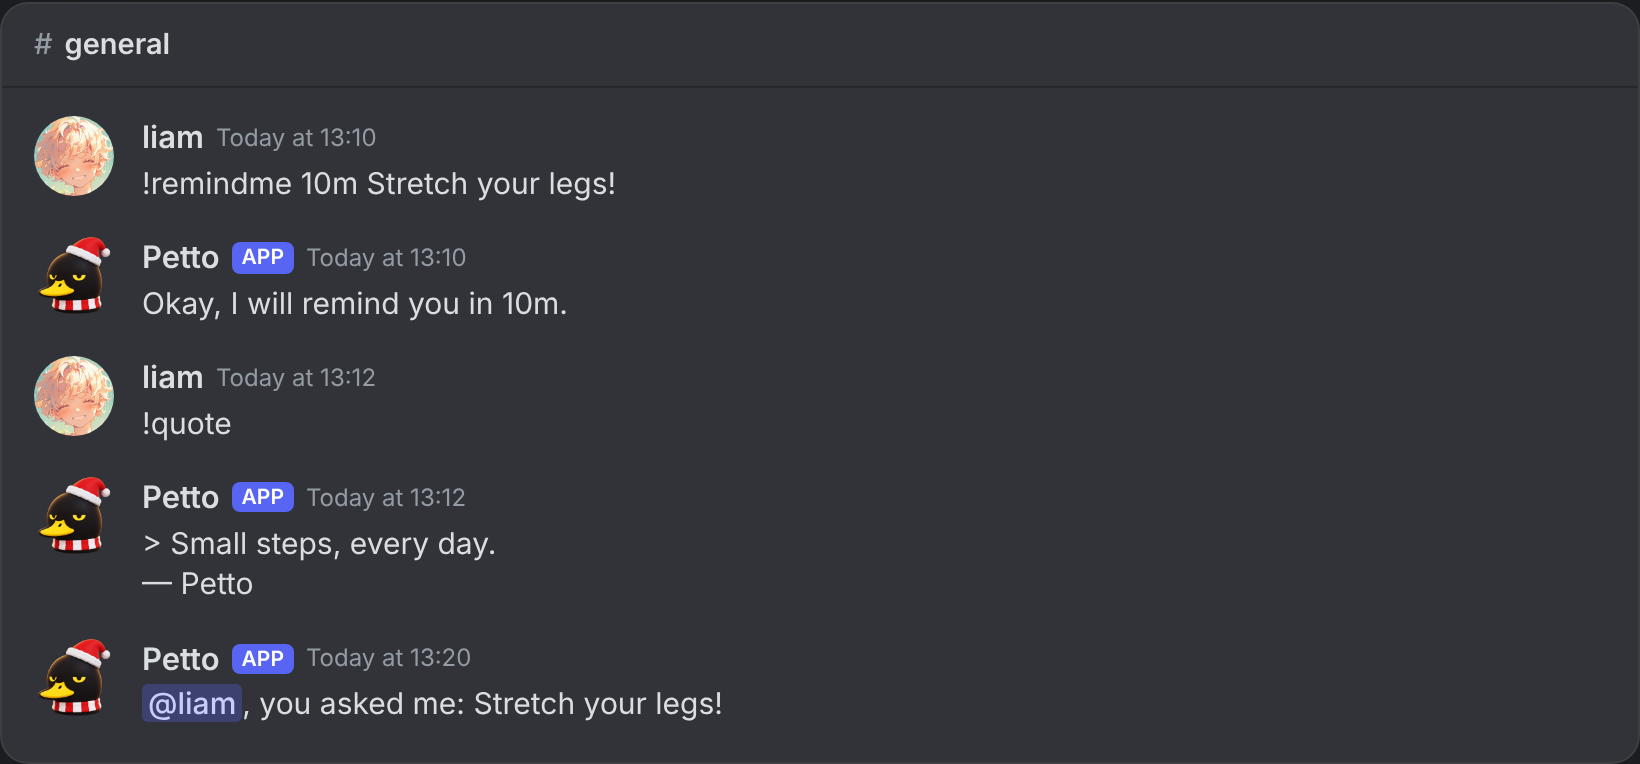 # general
liam Today at 13:10
!remindme 10m Stretch your legs!
Petto APP Today at 13:10
Okay, I will remind you in 10m.
liam Today at 13:12
!quote
Petto APP Today at 13:12
> Small steps, every day.
— Petto
Petto APP Today at 13:20
@liam, you asked me: Stretch your legs!